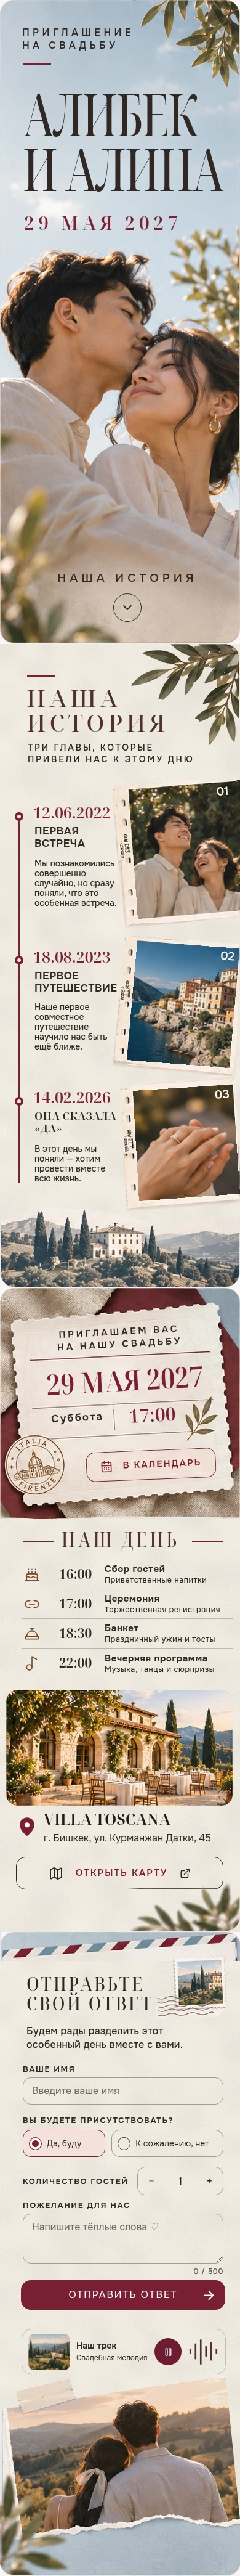 ПРИГЛАШЕНИЕ
НА СВАДЬБУ
АЛИБЕК
И АЛИНА
29 МАЯ 2027
НАША ИСТОРИЯ
НАША
ИСТОРИЯ
ТРИ ГЛАВЫ, КОТОРЫЕ
ПРИВЕЛИ НАС К ЭТОМУ ДНЮ
12.06.2022
ПЕРВАЯ
ВСТРЕЧА
Мы познакомились
совершенно
случайно, но сразу
поняли, что это
особенная встреча.
01
18.08.2023
ПЕРВОЕ
ПУТЕШЕСТВИЕ
Наше первое
совместное
путешествие
научило нас быть
ещё ближе.
02
14.02.2026
ОНА СКАЗАЛА
«ДА»
В этот день мы
поняли — хотим
провести вместе
всю жизнь.
03
ПРИГЛАШАЕМ ВАС
НА НАШУ СВАДЬБУ
29 МАЯ 2027
Суббота
17:00
В КАЛЕНДАРЬ
ITALIA
FIRENZE
НАШ ДЕНЬ
16:00
Сбор гостей
Приветственные напитки
17:00
Церемония
Торжественная регистрация
18:30
Банкет
Праздничный ужин и тосты
22:00
Вечерняя программа
Музыка, танцы и сюрпризы
VILLA TOSCANA
г. Бишкек, ул. Курманжан Датки, 45
ОТКРЫТЬ КАРТУ
ОТПРАВЬТЕ
СВОЙ ОТВЕТ
Будем рады разделить этот
особенный день вместе с вами.
ВАШЕ ИМЯ
Введите ваше имя
ВЫ БУДЕТЕ ПРИСУТСТВОВАТЬ?
Да, буду
К сожалению, нет
КОЛИЧЕСТВО ГОСТЕЙ
− 1 +
ПОЖЕЛАНИЕ ДЛЯ НАС
Напишите тёплые слова ♡
0 / 500
ОТПРАВИТЬ ОТВЕТ
Наш трек
Свадебная мелодия